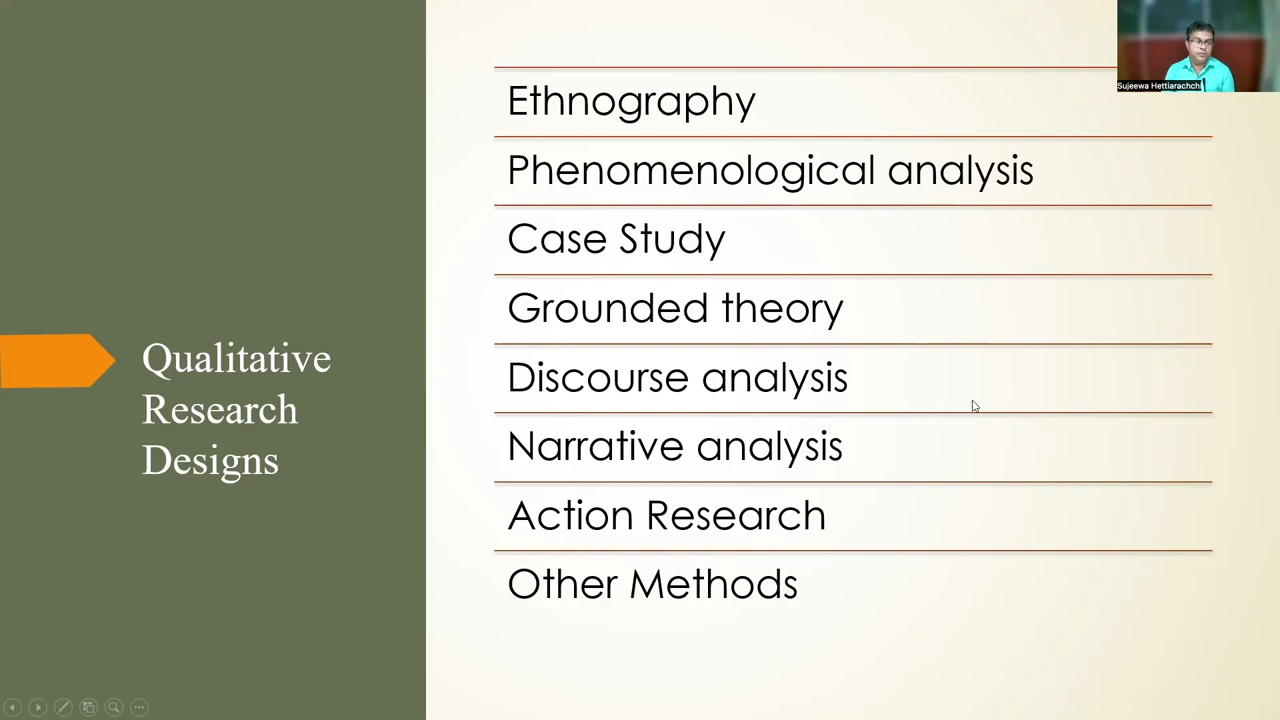 Sujeewa Hettiarachchi
Ethnography
Phenomenological analysis
Case Study
Grounded theory
Discourse analysis
Narrative analysis
Action Research
Other Methods
Qualitative
Research
Designs